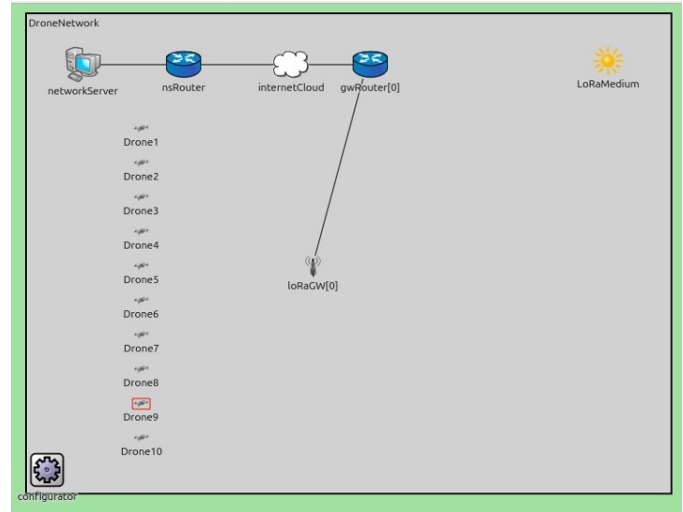 DroneNetwork
networkServer
nsRouter
internetCloud
gwRouter[0]
LoRaMedium
Drone1
Drone2
Drone3
Drone4
Drone5
loRaGW[0]
Drone6
Drone7
Drone8
Drone9
Drone10
configurator